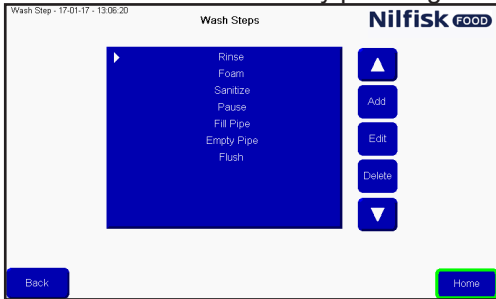 Wash Step - 17-01-17 - 13:06:20
Wash Steps
Nilfisk FOOD
Rinse
Foam
Sanitize
Pause
Fill Pipe
Empty Pipe
Flush
Add
Edit
Delete
Back
Home